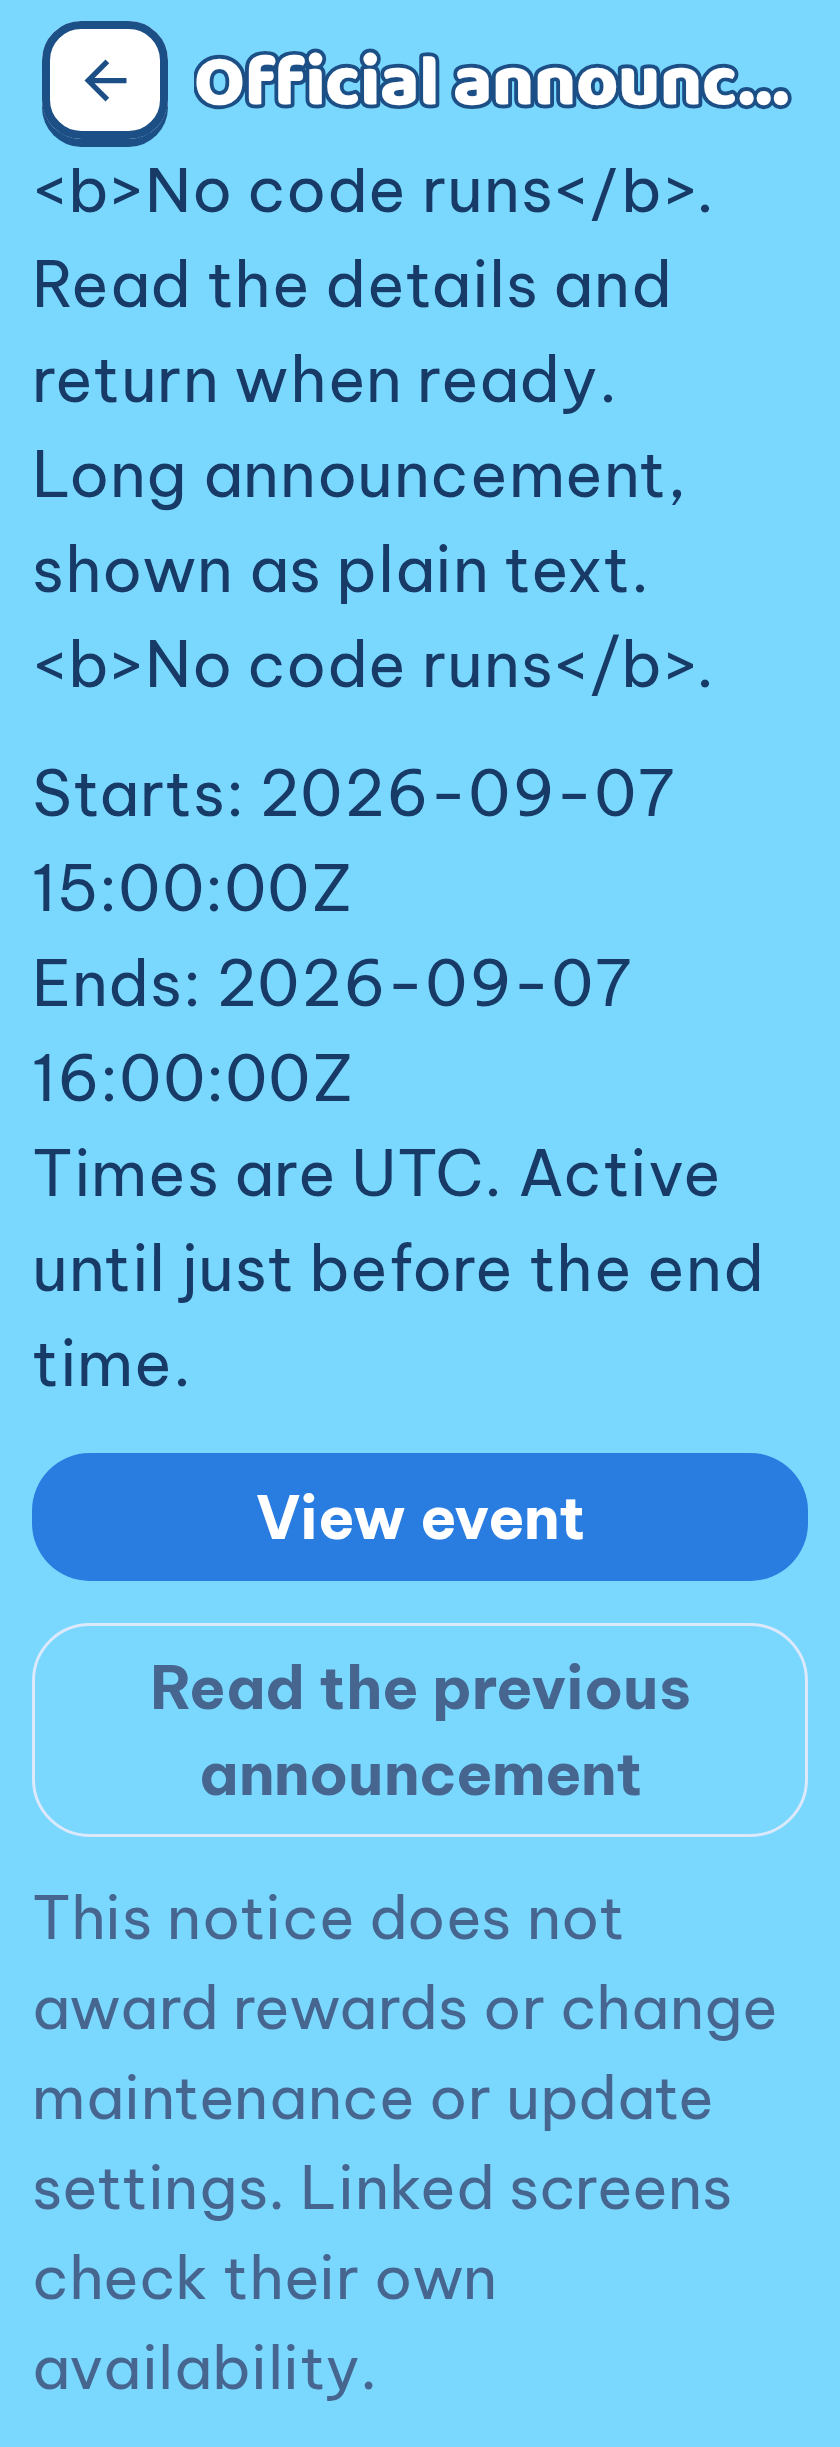 Official announc...
<b>No code runs</b>.
Read the details and
return when ready.
Long announcement,
shown as plain text.
<b>No code runs</b>.
Starts: 2026-09-07
15:00:00Z
Ends: 2026-09-07
16:00:00Z
Times are UTC. Active
until just before the end
time.
View event
Read the previous
announcement
This notice does not
award rewards or change
maintenance or update
settings. Linked screens
check their own
availability.